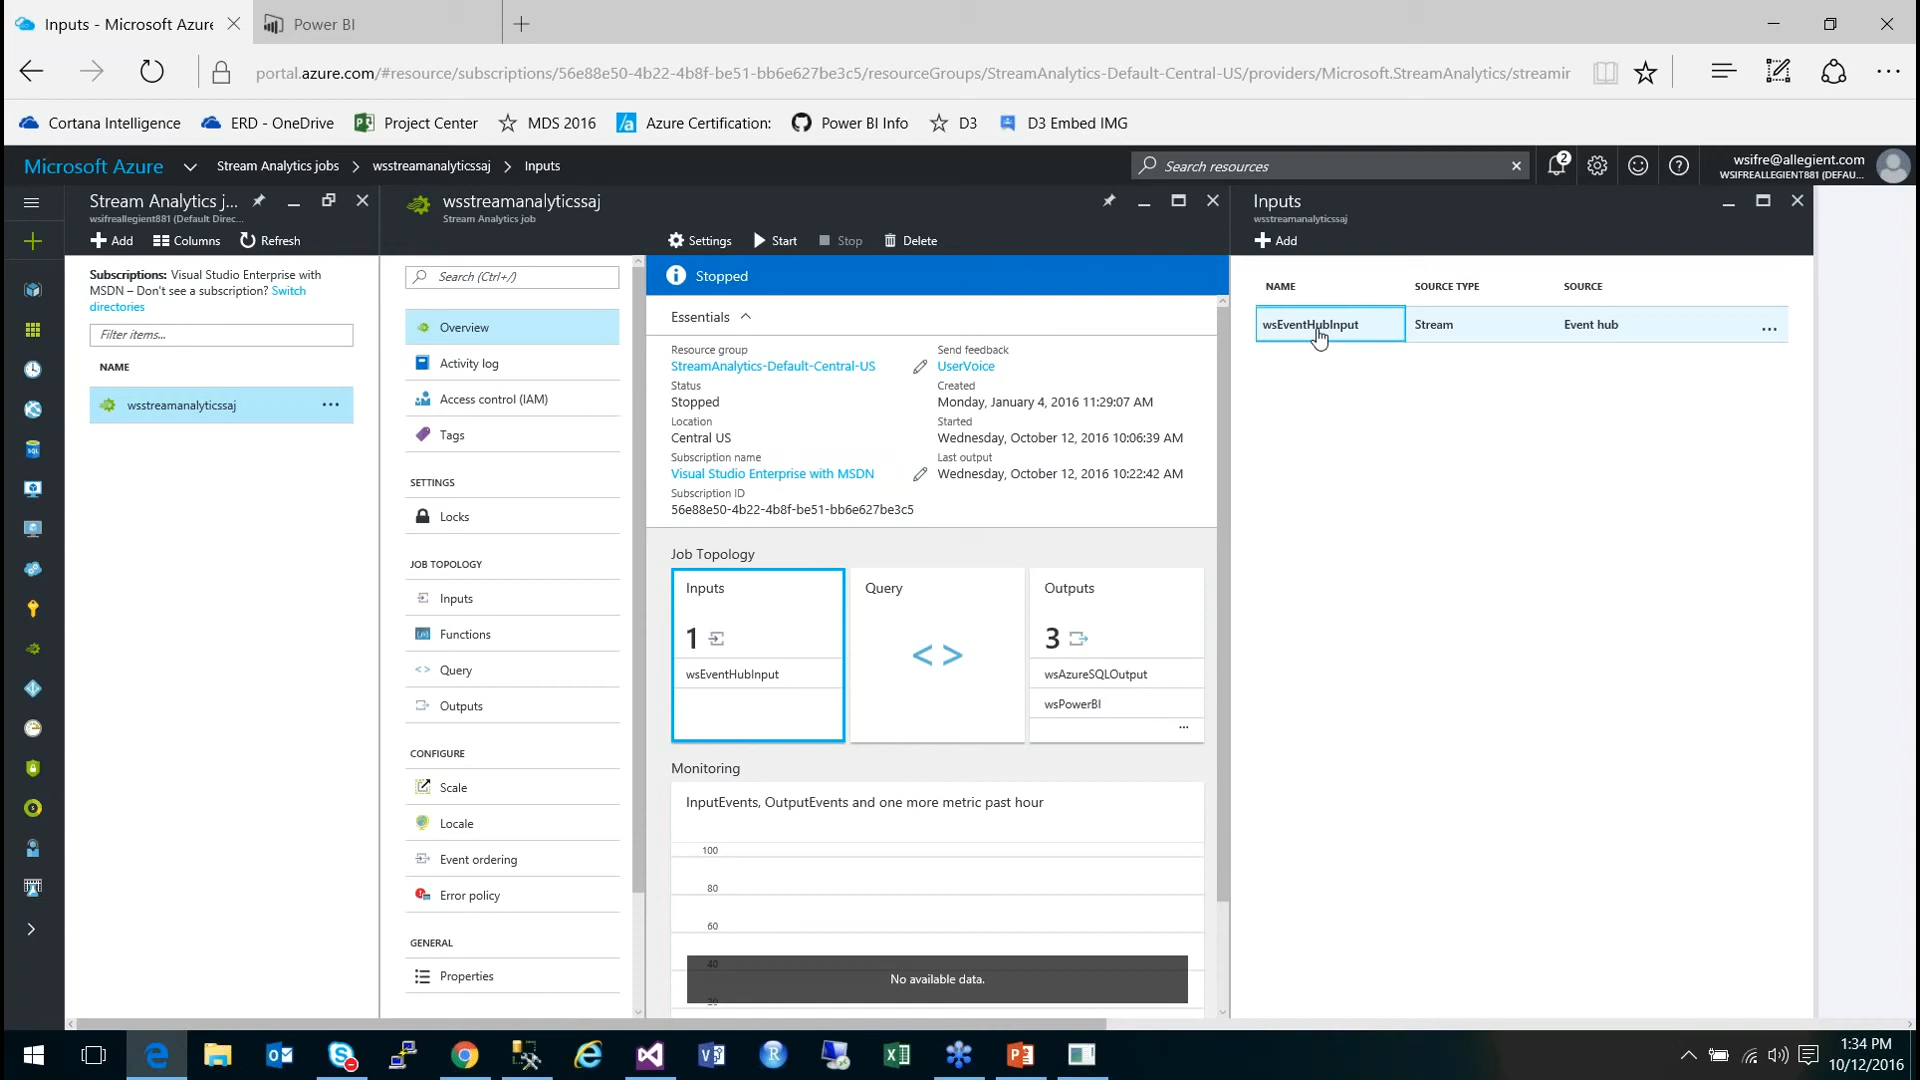 Inputs - Microsoft Azure
Power BI
portal.azure.com/#resource/subscriptions/56e88e50-4b22-4b8f-be51-bb6e627be3c5/resourceGroups/StreamAnalytics-Default-Central-US/providers/Microsoft.StreamAnalytics/streamin
Cortana Intelligence
ERD - OneDrive
Project Center
MDS 2016
Azure Certification:
Power BI Info
D3
D3 Embed IMG
Microsoft Azure
Stream Analytics jobs > wsstreamanalyticssaj > Inputs
Search resources
2
wsifre@allegient.com
WSIFREALLEGIENT881 (DEFAU...
Stream Analytics j...
wsifreallegient881 (Default Direc...
Add
Columns
Refresh
Subscriptions: Visual Studio Enterprise with
MSDN – Don't see a subscription? Switch
directories
Filter items...
NAME
wsstreamanalyticssaj
...
wsstreamanalyticssaj
Stream Analytics job
Settings
Start
Stop
Delete
Search (Ctrl+/)
Overview
Activity log
Access control (IAM)
Tags
SETTINGS
Locks
JOB TOPOLOGY
Inputs
Functions
Query
Outputs
CONFIGURE
Scale
Locale
Event ordering
Error policy
GENERAL
Properties
Stopped
Essentials
Resource group
StreamAnalytics-Default-Central-US
Status
Stopped
Location
Central US
Subscription name
Visual Studio Enterprise with MSDN
Subscription ID
56e88e50-4b22-4b8f-be51-bb6e627be3c5
Send feedback
UserVoice
Created
Monday, January 4, 2016 11:29:07 AM
Started
Wednesday, October 12, 2016 10:06:39 AM
Last output
Wednesday, October 12, 2016 10:22:42 AM
Job Topology
Inputs
1
wsEventHubInput
Query
< >
Outputs
3
wsAzureSQLOutput
wsPowerBI
...
Monitoring
InputEvents, OutputEvents and one more metric past hour
100
80
60
40
No available data.
Inputs
wsstreamanalyticssaj
Add
NAME
SOURCE TYPE
SOURCE
wsEventHubInput
Stream
Event hub
...
1:34 PM
10/12/2016